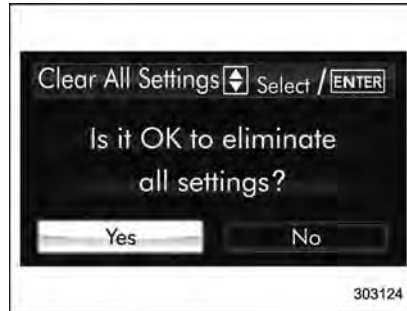 Clear All Settings Select / ENTER
Is it OK to eliminate
all settings?
Yes No
303124